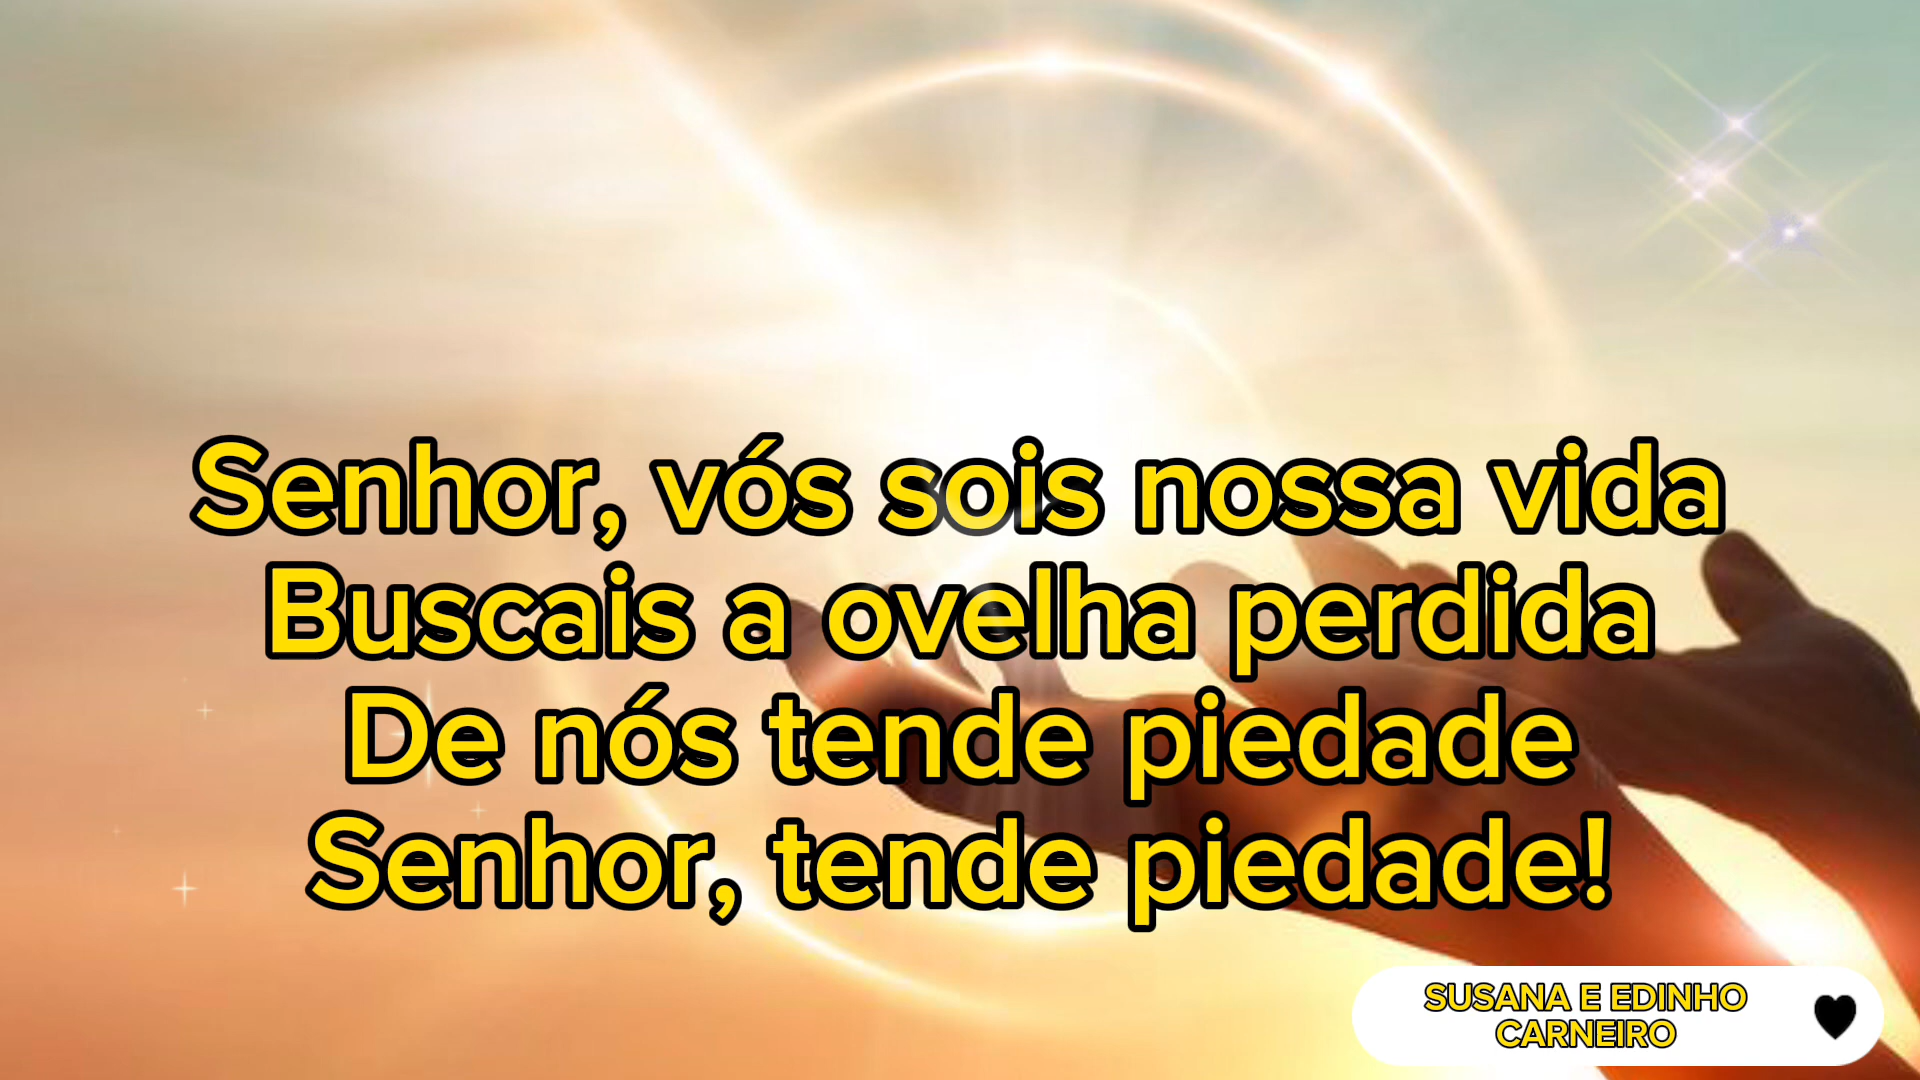 Senhor, vós sois nossa vida
Buscais a ovelha perdida
De nós tende piedade
Senhor, tende piedade!
SUSANA E EDINHO
CARNEIRO